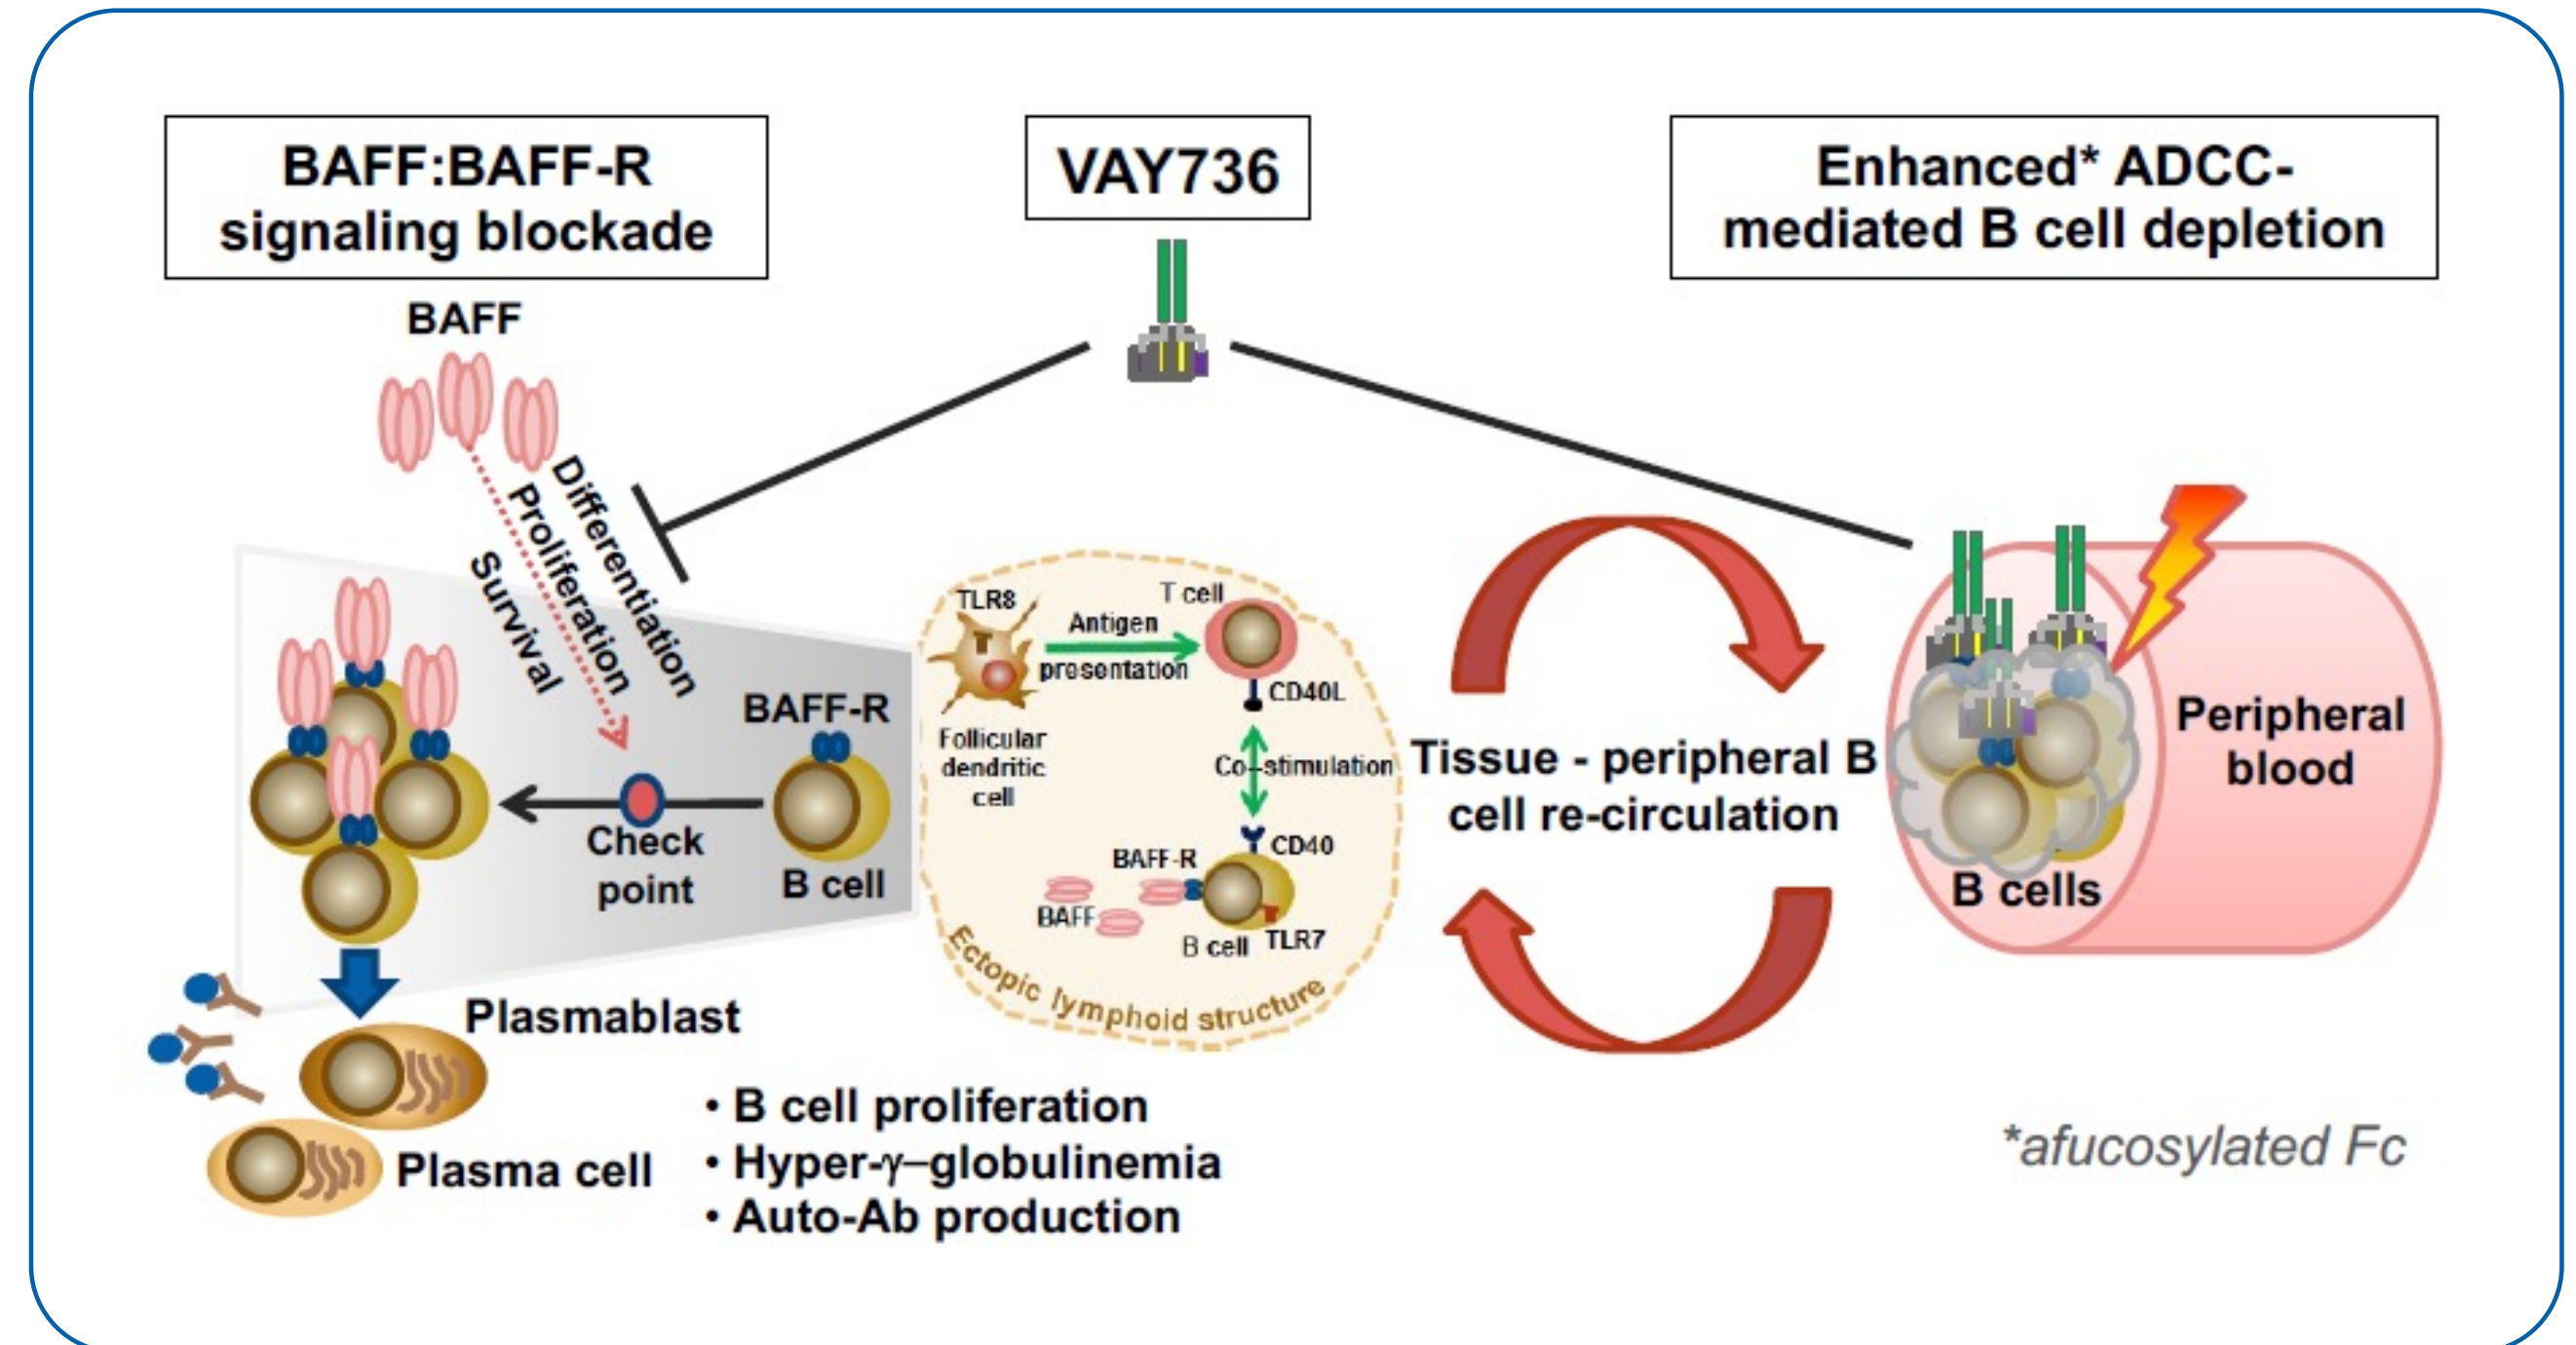 BAFF:BAFF-R
signaling blockade
VAY736
Enhanced* ADCC-
mediated B cell depletion
BAFF
Differentiation
Proliferation
Survival
BAFF-R
Check
point
B cell
TLR8
T cell
Antigen
presentation
CD40L
Follicular
dendritic
cell
Co-stimulation
CD40
BAFF-R
BAFF
B cell
TLR7
Ectopic lymphoid structure
Tissue - peripheral B
cell re-circulation
Peripheral
blood
B cells
Plasmablast
Plasma cell
• B cell proliferation
• Hyper-γ–globulinemia
• Auto-Ab production
*afucosylated Fc